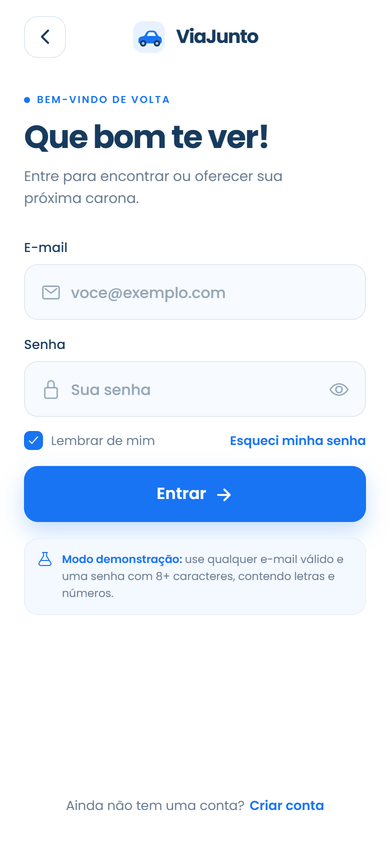 ViaJunto
BEM-VINDO DE VOLTA
Que bom te ver!
Entre para encontrar ou oferecer sua
próxima carona.
E-mail
voce@exemplo.com
Senha
Sua senha
Lembrar de mim
Esqueci minha senha
Entrar
Modo demonstração: use qualquer e-mail válido e
uma senha com 8+ caracteres, contendo letras e
números.
Ainda não tem uma conta? Criar conta